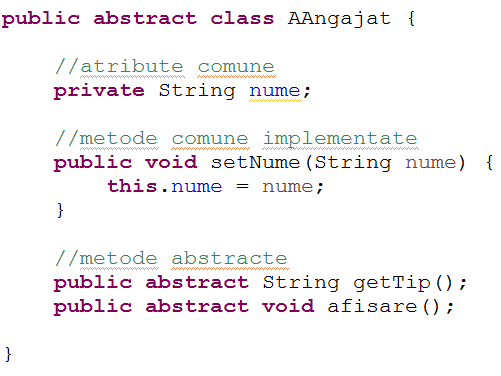 public abstract class AAngajat {
//atribute comune
private String nume;
//metode comune implementate
public void setNume(String nume) {
this.nume = nume;
}
//metode abstracte
public abstract String getTip();
public abstract void afisare();
}